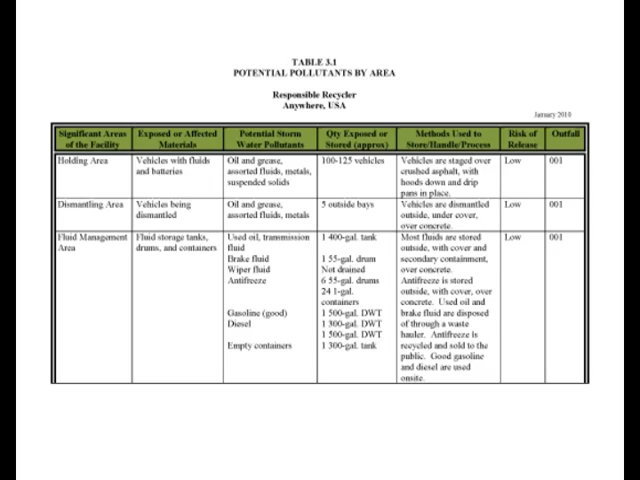 TABLE 3.1
POTENTIAL POLLUTANTS BY AREA
Responsible Recycler
Anywhere, USA
January 2010
Significant Areas of the Facility | Exposed or Affected Materials | Potential Storm Water Pollutants | Qty Exposed or Stored (approx) | Methods Used to Store/Handle/Process | Risk of Release | Outfall
Holding Area | Vehicles with fluids | Oil and grease, | 100-125 vehicles | Vehicles are staged over | Low | 001
and batteries | assorted fluids, metals, | crushed asphalt, with
suspended solids | hoods down and drip
pans in place.
Dismantling Area | Vehicles being | Oil and grease, | 5 outside bays | Vehicles are dismantled | Low | 001
dismantled | assorted fluids, metals | outside, under cover,
over concrete.
Fluid Management | Fluid storage tanks, | Used oil, transmission | 1 400-gal. tank | Most fluids are stored | Low | 001
Area | drums, and containers | fluid | outside, with cover and
Brake fluid | 1 55-gal. drum | secondary containment,
Wiper fluid | Not drained | over concrete.
Antifreeze | 6 55-gal. drums | Antifreeze is stored
24 1-gal. | outside, with cover, over
containers | concrete. Used oil and
Gasoline (good) | 1 500-gal. DWT | brake fluid are disposed
Diesel | 1 300-gal. DWT | of through a waste
1 500-gal. DWT | hauler. Antifreeze is
Empty containers | 1 300-gal. tank | recycled and sold to the
public. Good gasoline
and diesel are used
onsite.